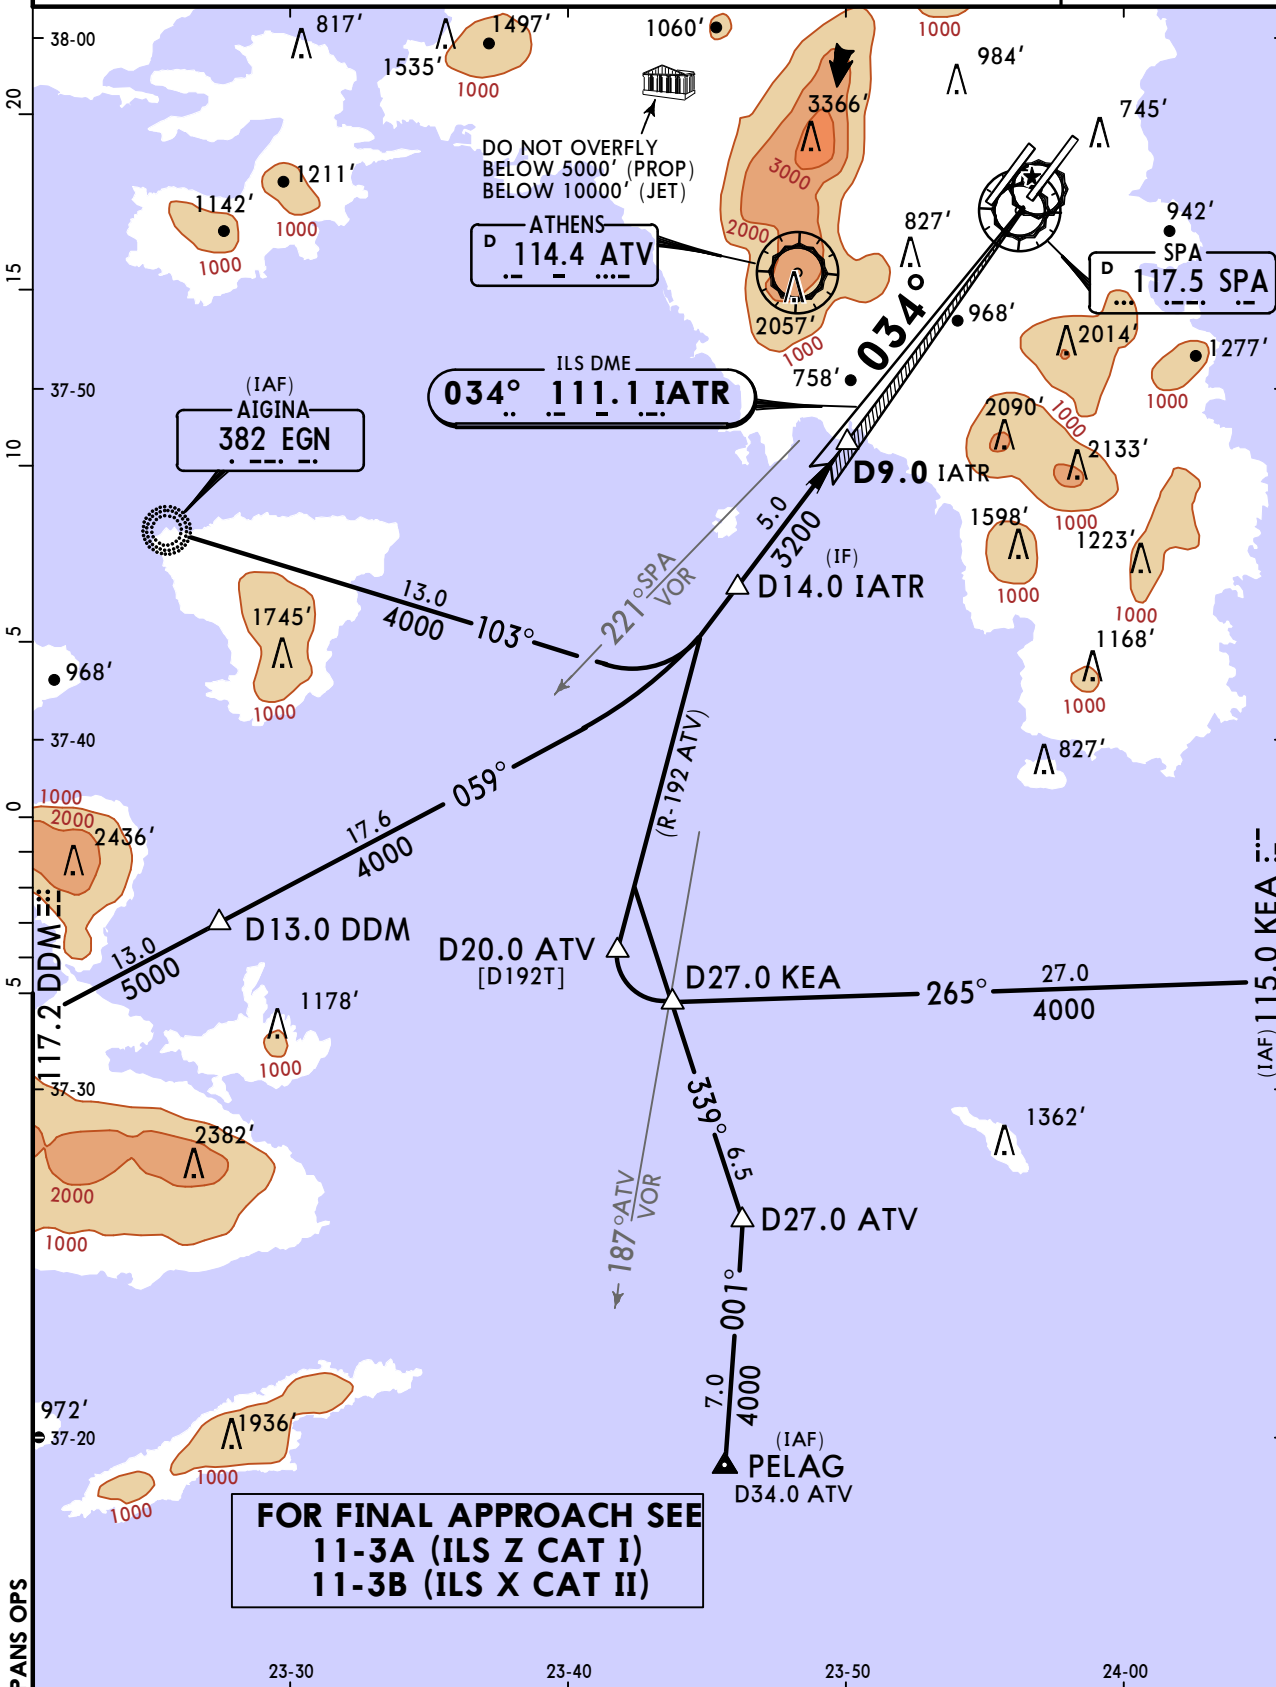 38-00
817'
1535'
1497'
1000
1060'
1000
984'
745'
3366'
3000
2000
DO NOT OVERFLY
BELOW 5000' (PROP)
BELOW 10000' (JET)
20
1211'
1142'
1000
1000
ATHENS
D 114.4 ATV
827'
942'
SPA
D 117.5 SPA
15
2057'
1000
034°
968'
2014'
1277'
1000
1000
758'
ILS DME
034° 111.1 IATR
37-50
(IAF)
AIGINA
382 EGN
10
2090'
2133'
1000
D9.0 IATR
1598'
1000
1223'
1000
5.0
3200
(IF)
D14.0 IATR
221° SPA
VOR
13.0
4000
103°
1745'
1000
5
968'
1168'
1000
37-40
827'
(R-192 ATV)
059°
17.6
4000
0
1000
2000
2436'
117.2 DDM
13.0
5000
D13.0 DDM
D20.0 ATV
[D192T]
D27.0 KEA
265°
27.0
4000
(IAF) 115.0 KEA
5
1178'
1000
37-30
339°
6.5
1362'
2382'
2000
1000
187° ATV
VOR
D27.0 ATV
001°
7.0
4000
(IAF)
PELAG
D34.0 ATV
972'
37-20
1936'
1000
1000
FOR FINAL APPROACH SEE
11-3A (ILS Z CAT I)
11-3B (ILS X CAT II)
PANS OPS
23-30
23-40
23-50
24-00